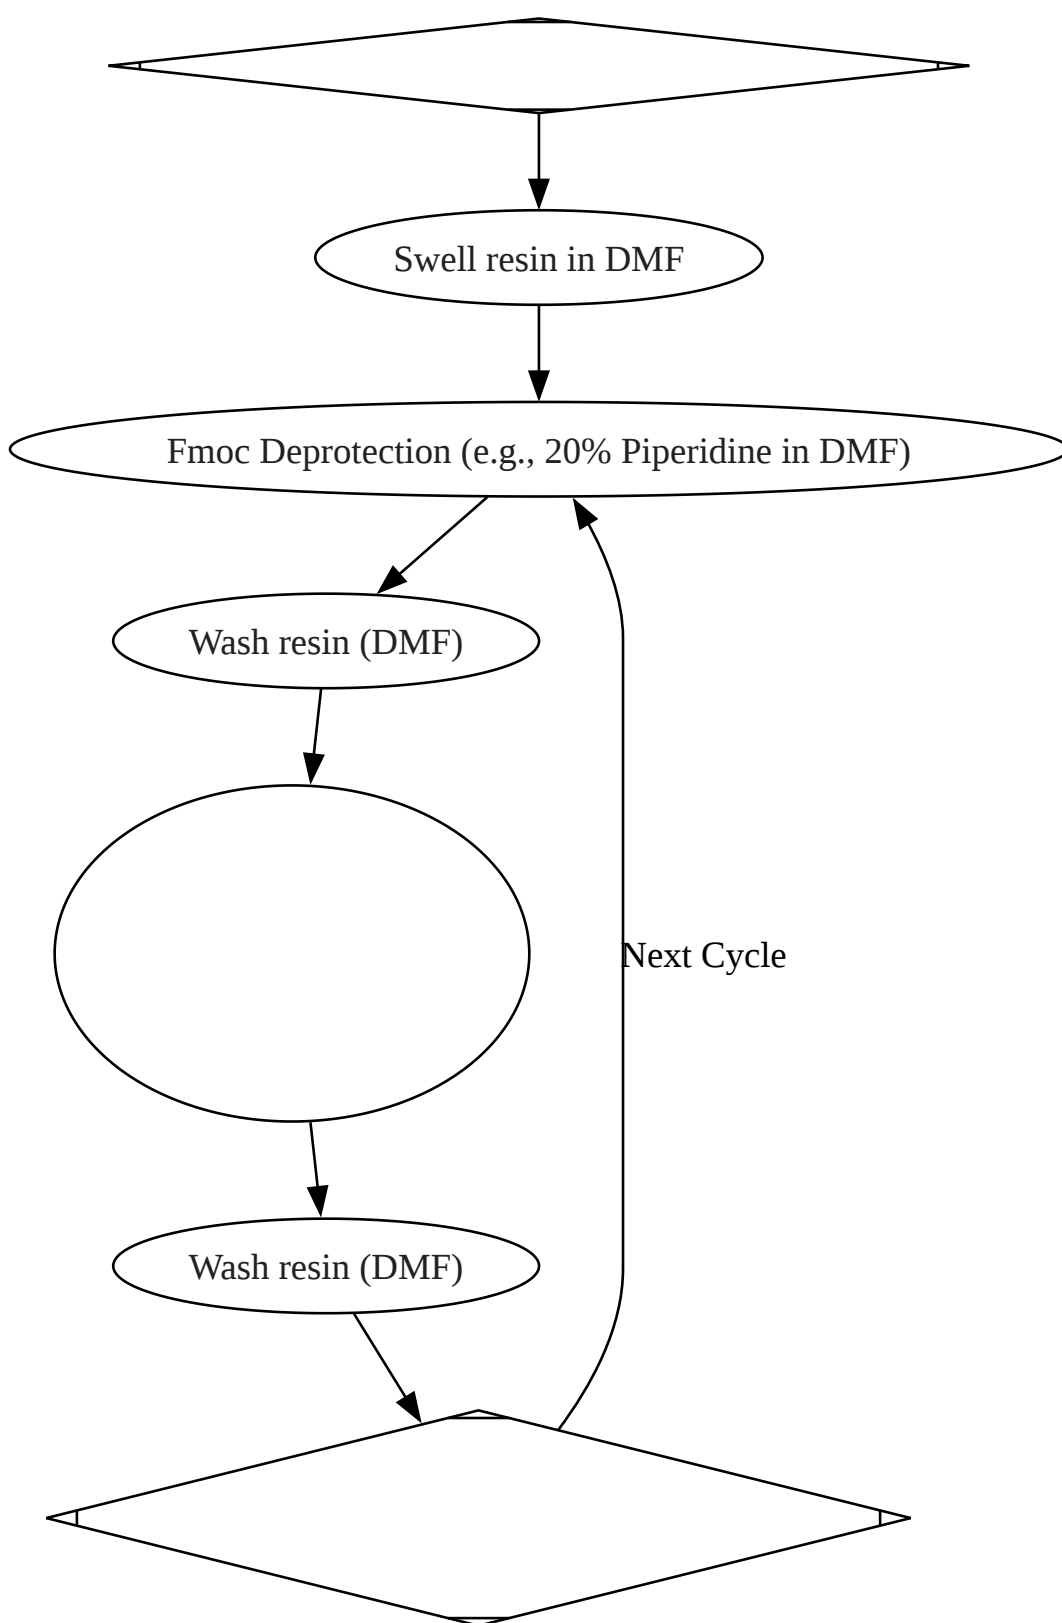 Swell resin in DMF
Fmoc Deprotection (e.g., 20% Piperidine in DMF)
Wash resin (DMF)
Next Cycle
Wash resin (DMF)